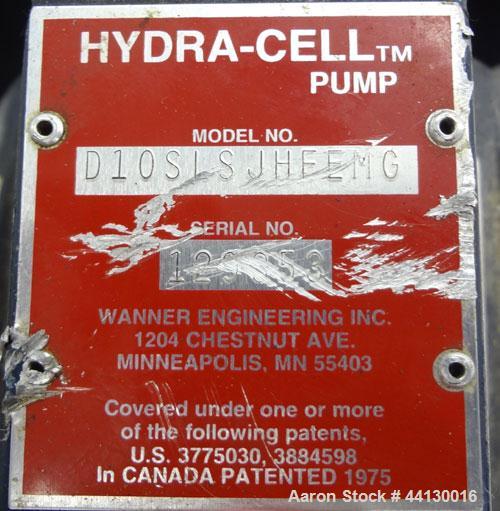 HYDRA-CELL™
PUMP
MODEL NO.
SERIAL NO.
WANNER ENGINEERING INC.
1204 CHESTNUT AVE.
MINNEAPOLIS, MN 55403
Covered under one or more
of the following patents,
U.S. 3775030, 3884598
In CANADA PATENTED 1975
Aaron Stock # 44130016